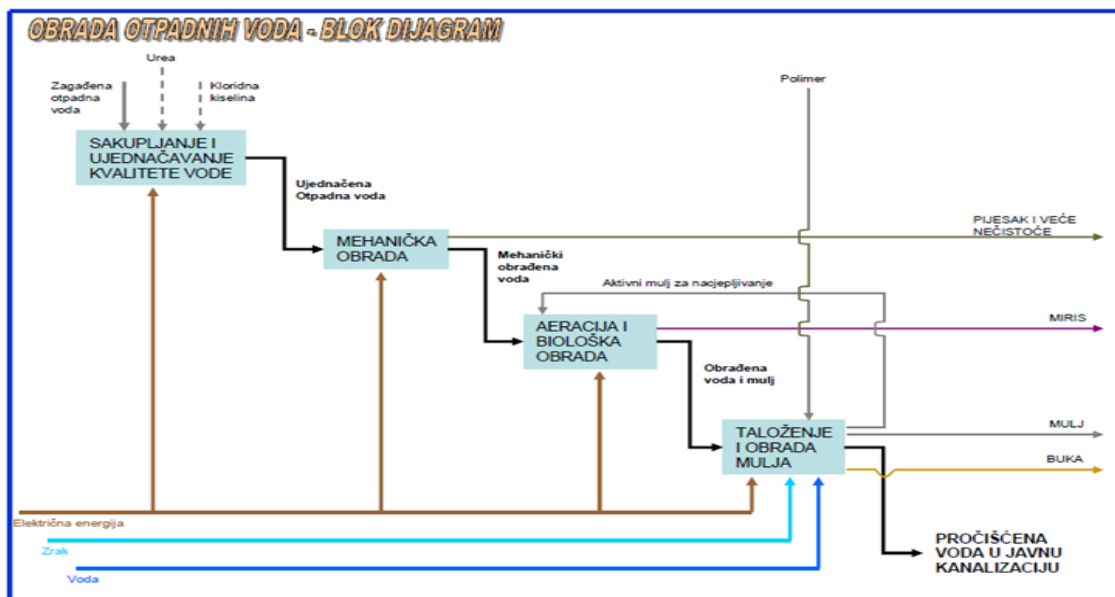 OBRADA OTPADNIH VODA - BLOK DIJAGRAM
Urea
Zagađena
otpadna
voda
Kloridna
kiselina
Polimer
SAKUPLJANJE I
UJEDNAČAVANJE
KVALITETE VODE
Ujednačena
Otpadna voda
MEHANIČKA
OBRADA
PIJESAK I VEĆE
NEČISTOĆE
Mehanički
obrađena
voda
Aktivni mulj za nacjepljivanje
AERACIJA I
BIOLOŠKA
OBRADA
MIRIS
Obrađena
voda i mulj
TALOŽENJE
I OBRADA
MULJA
MULJ
BUKA
Električna energija
Zrak
Voda
PROČIŠĆENA
VODA U JAVNU
KANALIZACIJU